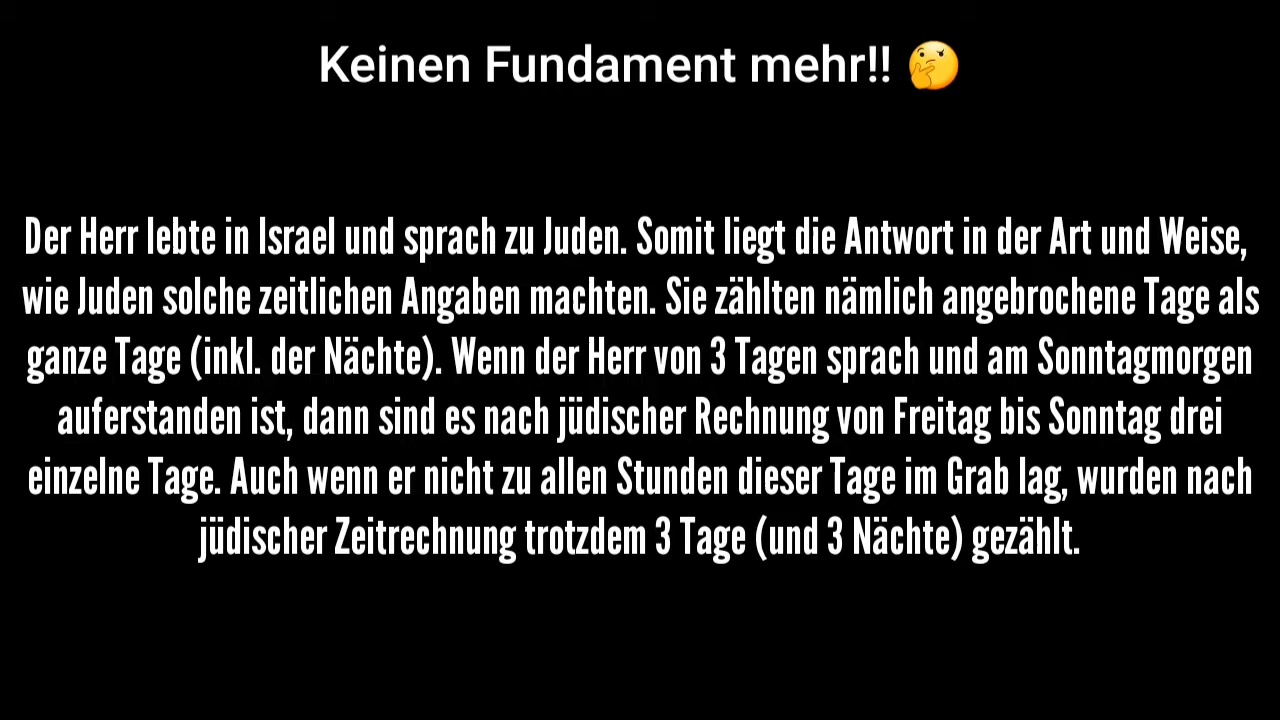 Keinen Fundament mehr!! 🤔
Der Herr lebte in Israel und sprach zu Juden. Somit liegt die Antwort in der Art und Weise,
wie Juden solche zeitlichen Angaben machten. Sie zählten nämlich angebrochene Tage als
ganze Tage (inkl. der Nächte). Wenn der Herr von 3 Tagen sprach und am Sonntagmorgen
auferstanden ist, dann sind es nach jüdischer Rechnung von Freitag bis Sonntag drei
einzelne Tage. Auch wenn er nicht zu allen Stunden dieser Tage im Grab lag, wurden nach
jüdischer Zeitrechnung trotzdem 3 Tage (und 3 Nächte) gezählt.